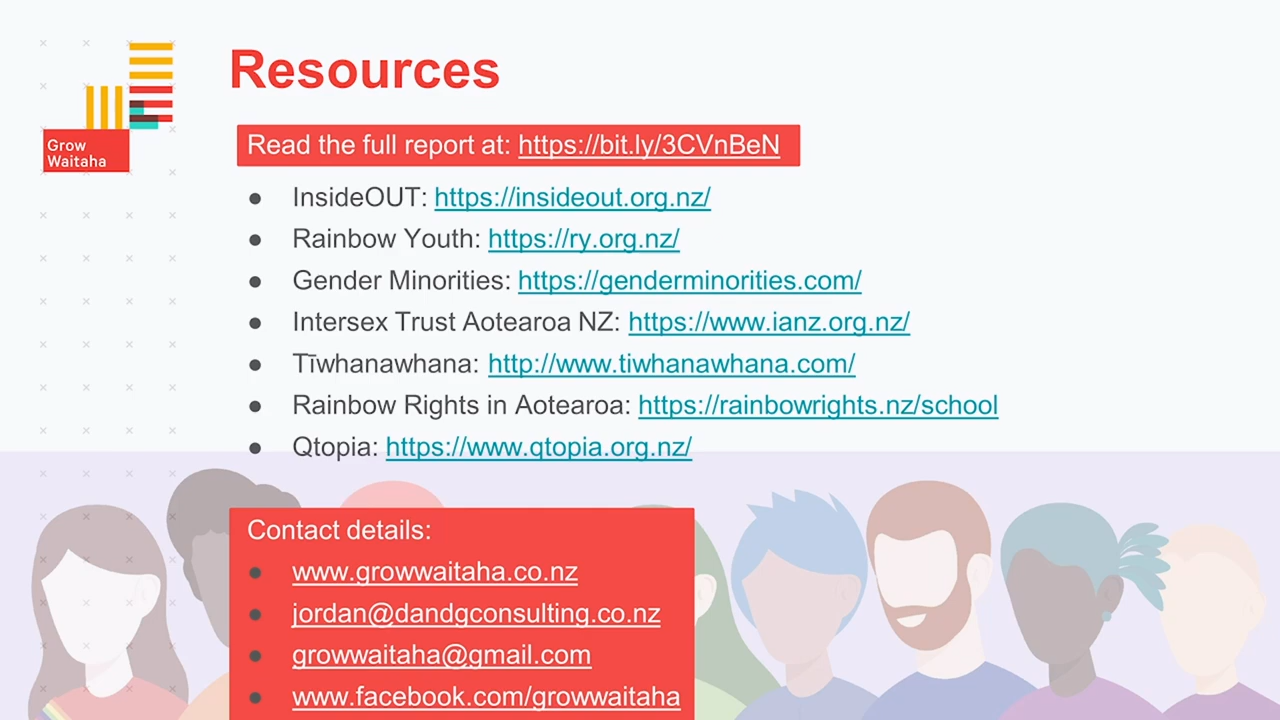 Grow
Waitaha
Resources
Read the full report at: https://bit.ly/3CVnBeN
● InsideOUT: https://insideout.org.nz/
● Rainbow Youth: https://ry.org.nz/
● Gender Minorities: https://genderminorities.com/
● Intersex Trust Aotearoa NZ: https://www.ianz.org.nz/
● Tīwhanawhana: http://www.tiwhanawhana.com/
● Rainbow Rights in Aotearoa: https://rainbowrights.nz/school
● Qtopia: https://www.qtopia.org.nz/
Contact details:
● www.growwaitaha.co.nz
● jordan@dandgconsulting.co.nz
● growwaitaha@gmail.com
● www.facebook.com/growwaitaha